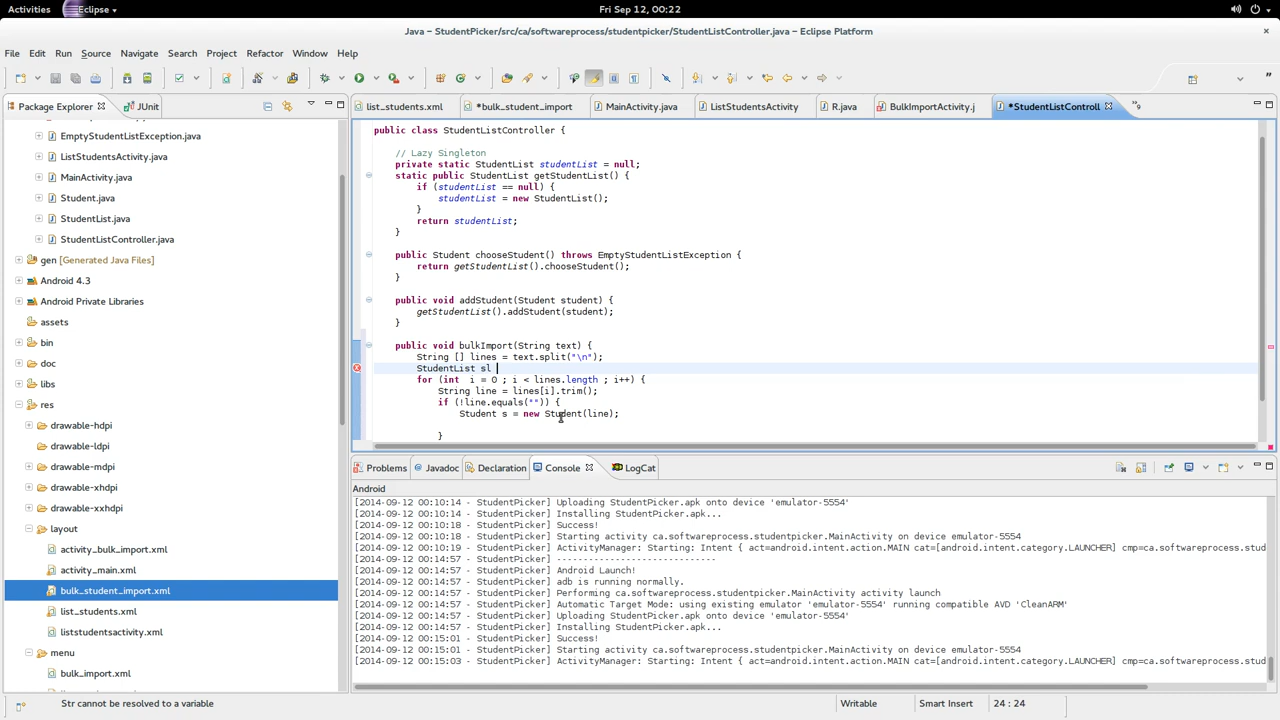 Activities Eclipse Fri Sep 12, 00:22
Java – StudentPicker/src/ca/softwareprocess/studentpicker/StudentListController.java – Eclipse Platform
File Edit Run Source Navigate Search Project Refactor Window Help
Package Explorer JUnit
list_students.xml *bulk_student_import MainActivity.java ListStudentsActivity R.java BulkImportActivity.j *StudentListControll »9
EmptyStudentListException.java
ListStudentsActivity.java
MainActivity.java
Student.java
StudentList.java
StudentListController.java
gen [Generated Java Files]
Android 4.3
Android Private Libraries
assets
bin
doc
libs
res
drawable-hdpi
drawable-ldpi
drawable-mdpi
drawable-xhdpi
drawable-xxhdpi
layout
activity_bulk_import.xml
activity_main.xml
bulk_student_import.xml
list_students.xml
liststudentsactivity.xml
menu
bulk_import.xml
public class StudentListController {
// Lazy Singleton
private static StudentList studentList = null;
static public StudentList getStudentList() {
if (studentList == null) {
studentList = new StudentList();
}
return studentList;
}
public Student chooseStudent() throws EmptyStudentListException {
return getStudentList().chooseStudent();
}
public void addStudent(Student student) {
getStudentList().addStudent(student);
}
public void bulkImport(String text) {
String [] lines = text.split("\n");
StudentList sl
for (int i = 0 ; i < lines.length ; i++) {
String line = lines[i].trim();
if (!line.equals("")) {
Student s = new Student(line);
}
Problems Javadoc Declaration Console LogCat
Android
[2014-09-12 00:10:14 - StudentPicker] Uploading StudentPicker.apk onto device 'emulator-5554'
[2014-09-12 00:10:14 - StudentPicker] Installing StudentPicker.apk...
[2014-09-12 00:10:18 - StudentPicker] Success!
[2014-09-12 00:10:18 - StudentPicker] Starting activity ca.softwareprocess.studentpicker.MainActivity on device emulator-5554
[2014-09-12 00:10:19 - StudentPicker] ActivityManager: Starting: Intent { act=android.intent.action.MAIN cat=[android.intent.category.LAUNCHER] cmp=ca.softwareprocess.stud
[2014-09-12 00:14:57 - StudentPicker] ------------------------------
[2014-09-12 00:14:57 - StudentPicker] Android Launch!
[2014-09-12 00:14:57 - StudentPicker] adb is running normally.
[2014-09-12 00:14:57 - StudentPicker] Performing ca.softwareprocess.studentpicker.MainActivity activity launch
[2014-09-12 00:14:57 - StudentPicker] Automatic Target Mode: using existing emulator 'emulator-5554' running compatible AVD 'CleanARM'
[2014-09-12 00:14:57 - StudentPicker] Uploading StudentPicker.apk onto device 'emulator-5554'
[2014-09-12 00:14:57 - StudentPicker] Installing StudentPicker.apk...
[2014-09-12 00:15:01 - StudentPicker] Success!
[2014-09-12 00:15:01 - StudentPicker] Starting activity ca.softwareprocess.studentpicker.MainActivity on device emulator-5554
[2014-09-12 00:15:03 - StudentPicker] ActivityManager: Starting: Intent { act=android.intent.action.MAIN cat=[android.intent.category.LAUNCHER] cmp=ca.softwareprocess.stud
Str cannot be resolved to a variable Writable Smart Insert 24 : 24